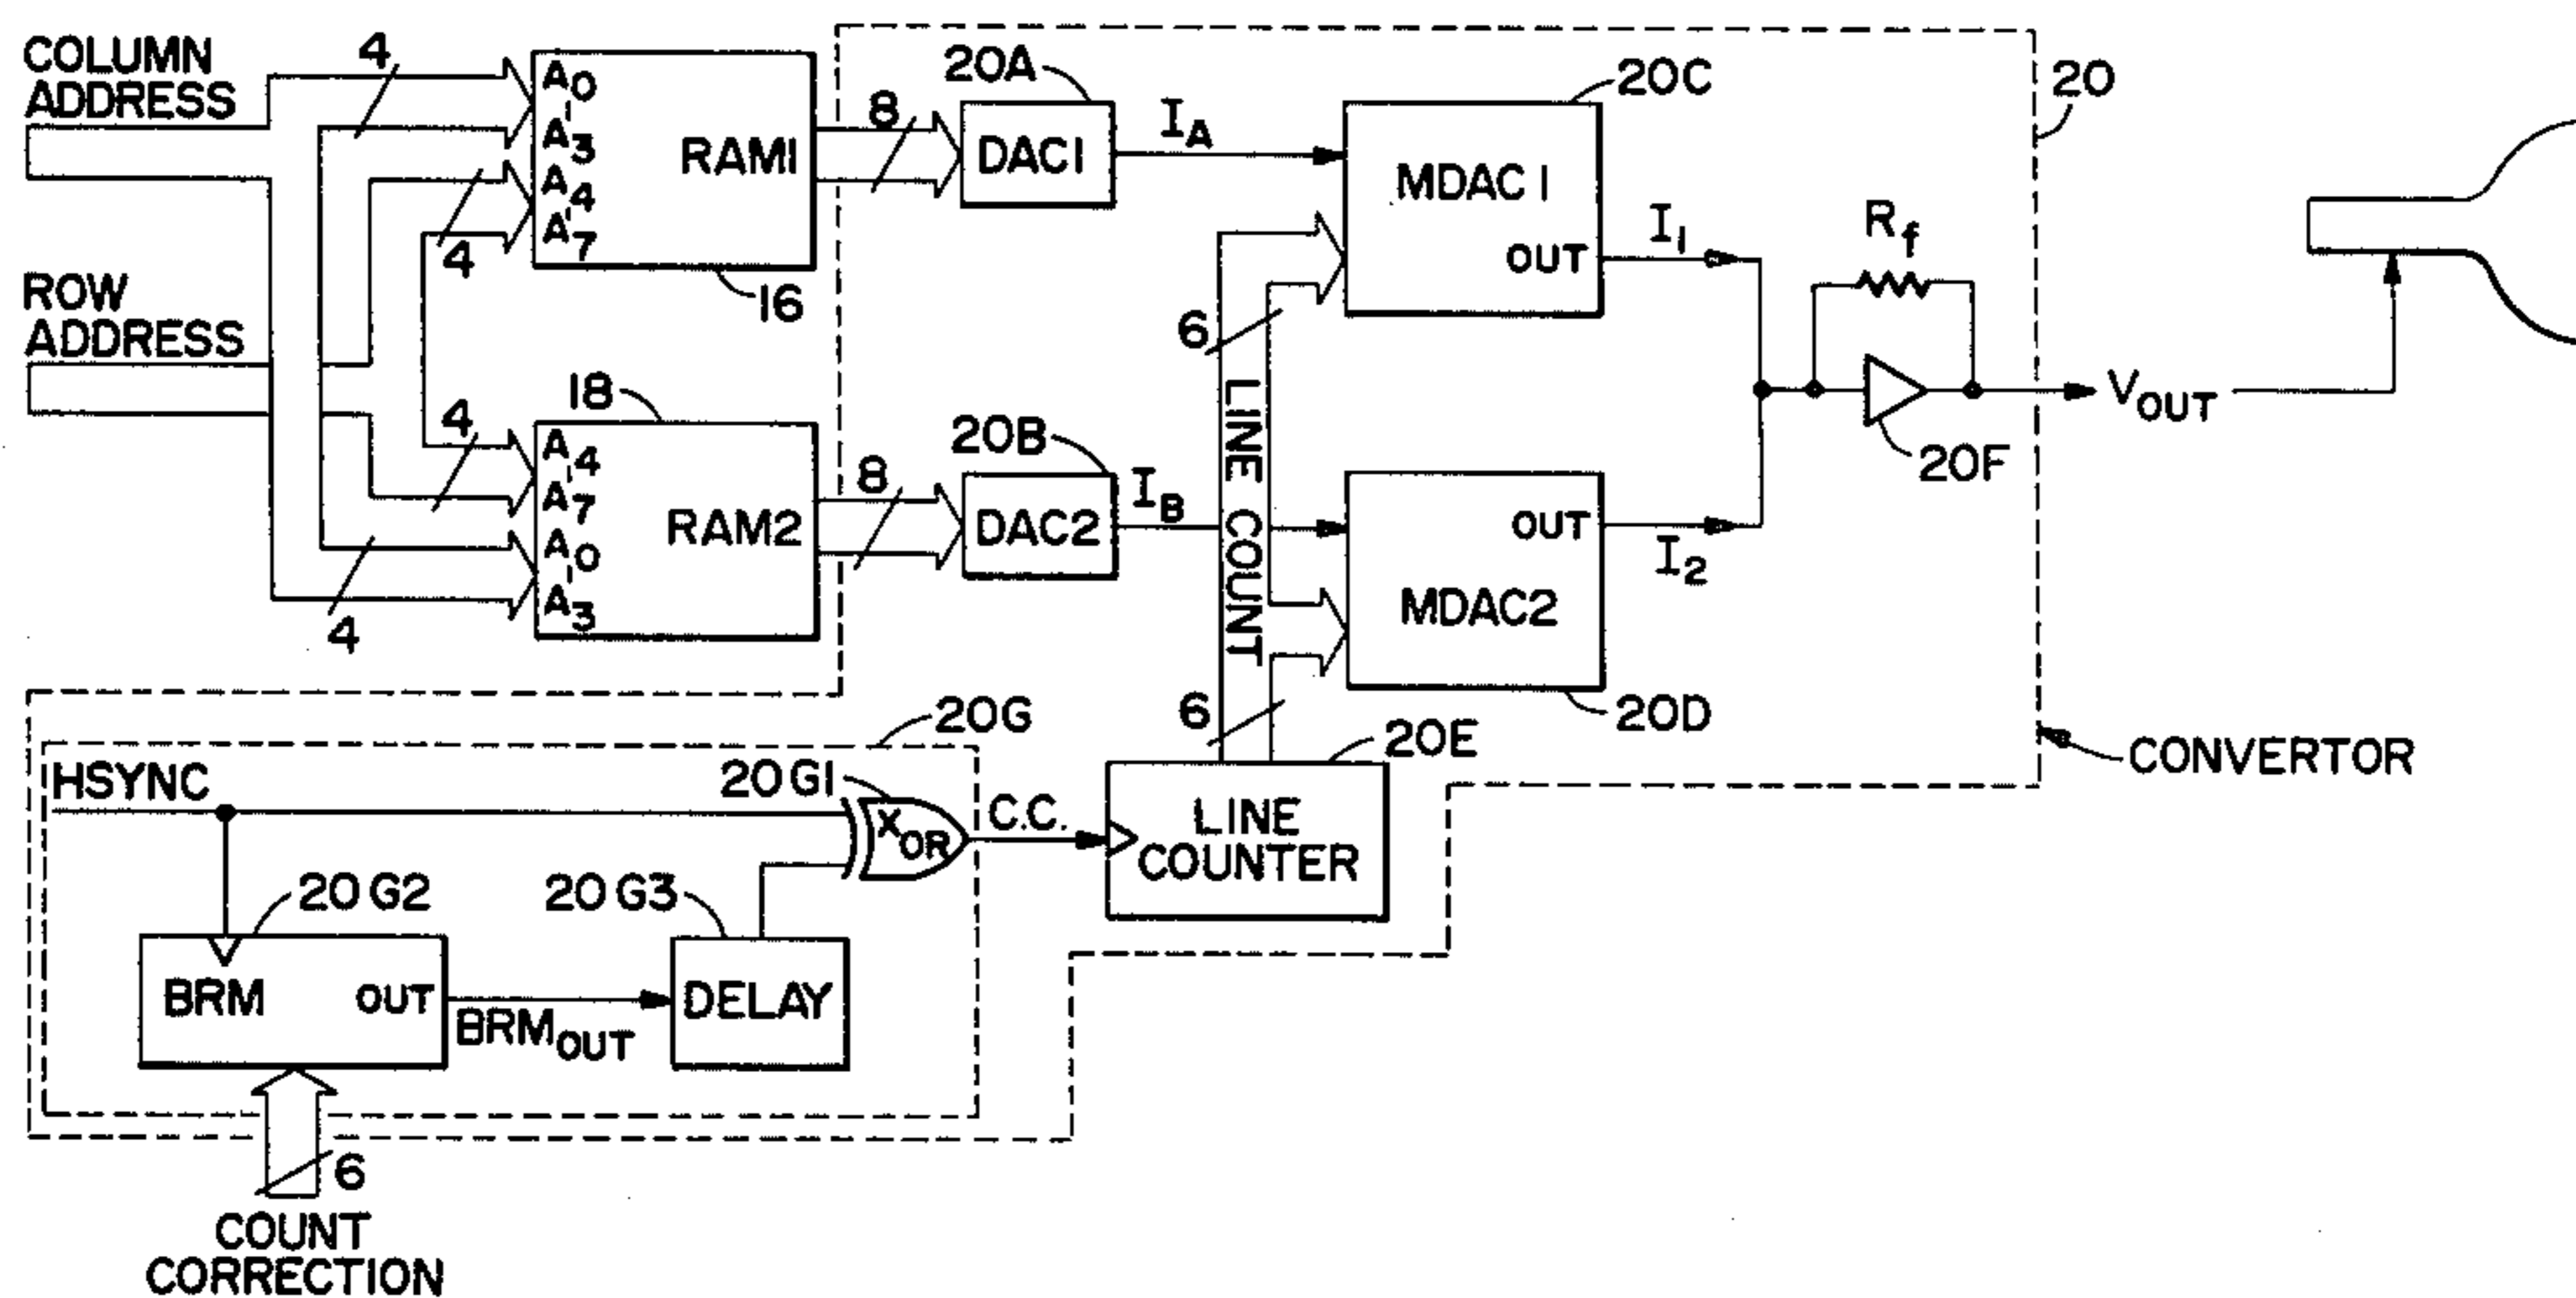 COLUMN
ADDRESS
4
4
A0
A3
A4
A7
RAM1
16
8
20A
DAC1
IA
20C
MDAC 1
OUT
I1
20
Rf
ROW
ADDRESS
4
4
18
A4
A7
A0
A3
RAM2
8
20B
DAC2
IB
6
LINE COUNT
6
OUT
MDAC2
I2
20D
20F
VOUT
CONVERTOR
20G
HSYNC
20G1
XOR
C.C.
20E
LINE
COUNTER
20G2
BRM
OUT
BRMOUT
20G3
DELAY
6
COUNT
CORRECTION